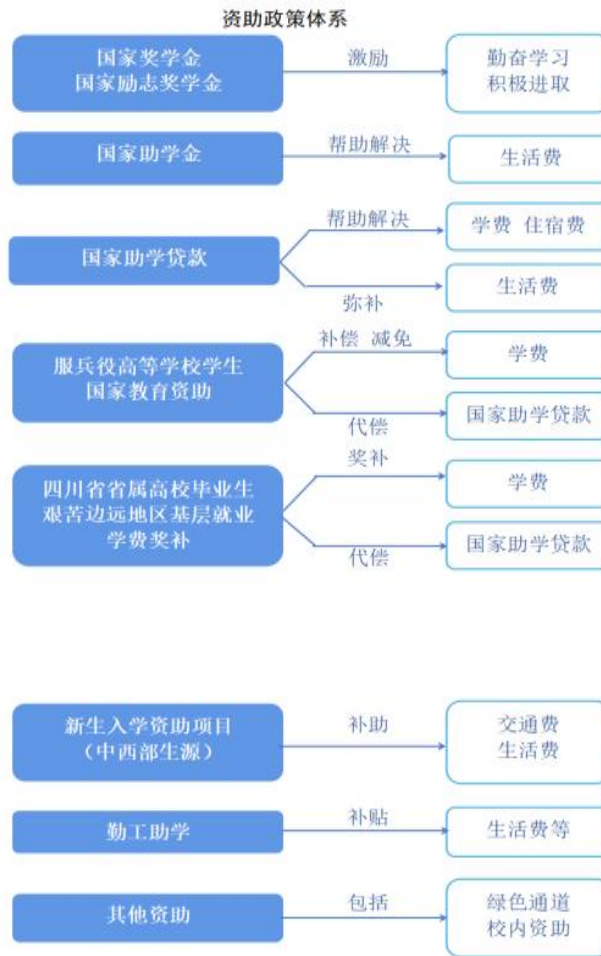 资助政策体系
国家奖学金
国家励志奖学金
激励
勤奋学习
积极进取
国家助学金
帮助解决
生活费
国家助学贷款
帮助解决
学费 住宿费
弥补
生活费
服兵役高等学校学生
国家教育资助
补偿 减免
学费
代偿
国家助学贷款
四川省省属高校毕业生
艰苦边远地区基层就业
学费奖补
奖补
学费
代偿
国家助学贷款
新生入学资助项目
（中西部生源）
补助
交通费
生活费
勤工助学
补贴
生活费等
其他资助
包括
绿色通道
校内资助